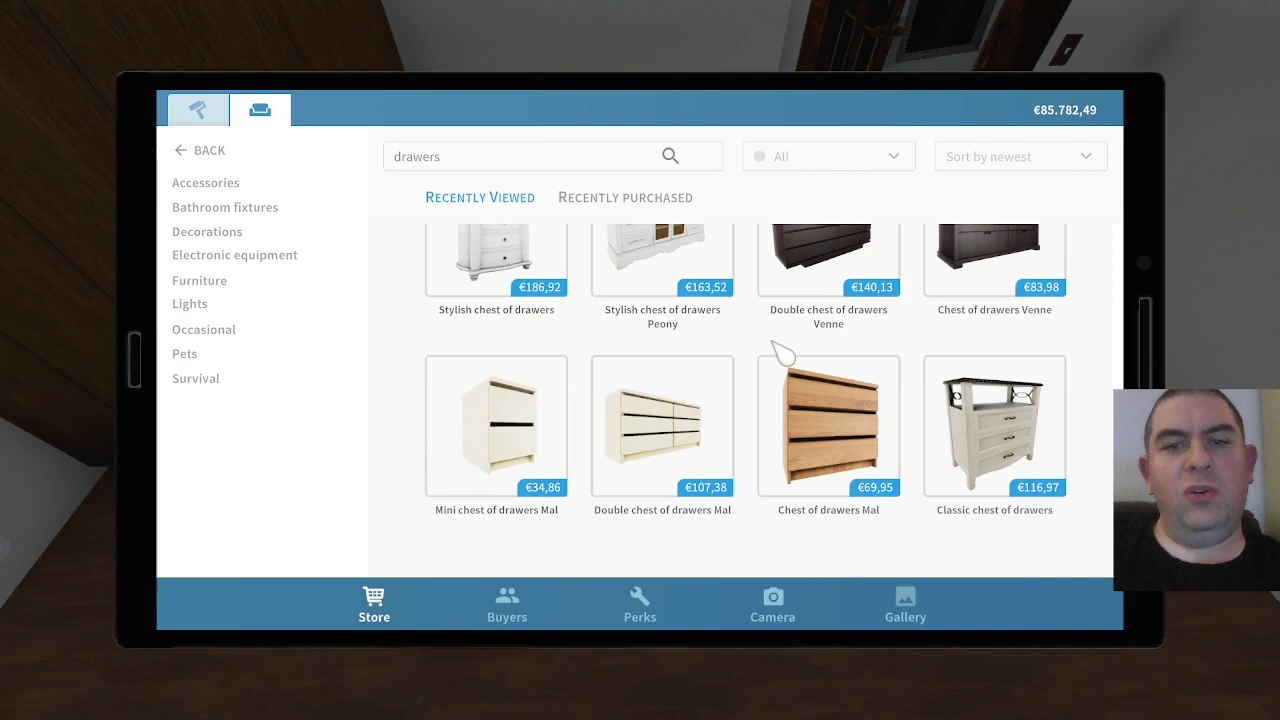 €85.782,49
BACK
drawers
All
Sort by newest
RECENTLY VIEWED
RECENTLY PURCHASED
Accessories
Bathroom fixtures
Decorations
Electronic equipment
Furniture
Lights
Occasional
Pets
Survival
€186,92
€163,52
€140,13
€83,98
Stylish chest of drawers
Stylish chest of drawers
Peony
Double chest of drawers
Venne
Chest of drawers Venne
€34,86
€107,38
€69,95
€116,97
Mini chest of drawers Mal
Double chest of drawers Mal
Chest of drawers Mal
Classic chest of drawers
Store
Buyers
Perks
Camera
Gallery